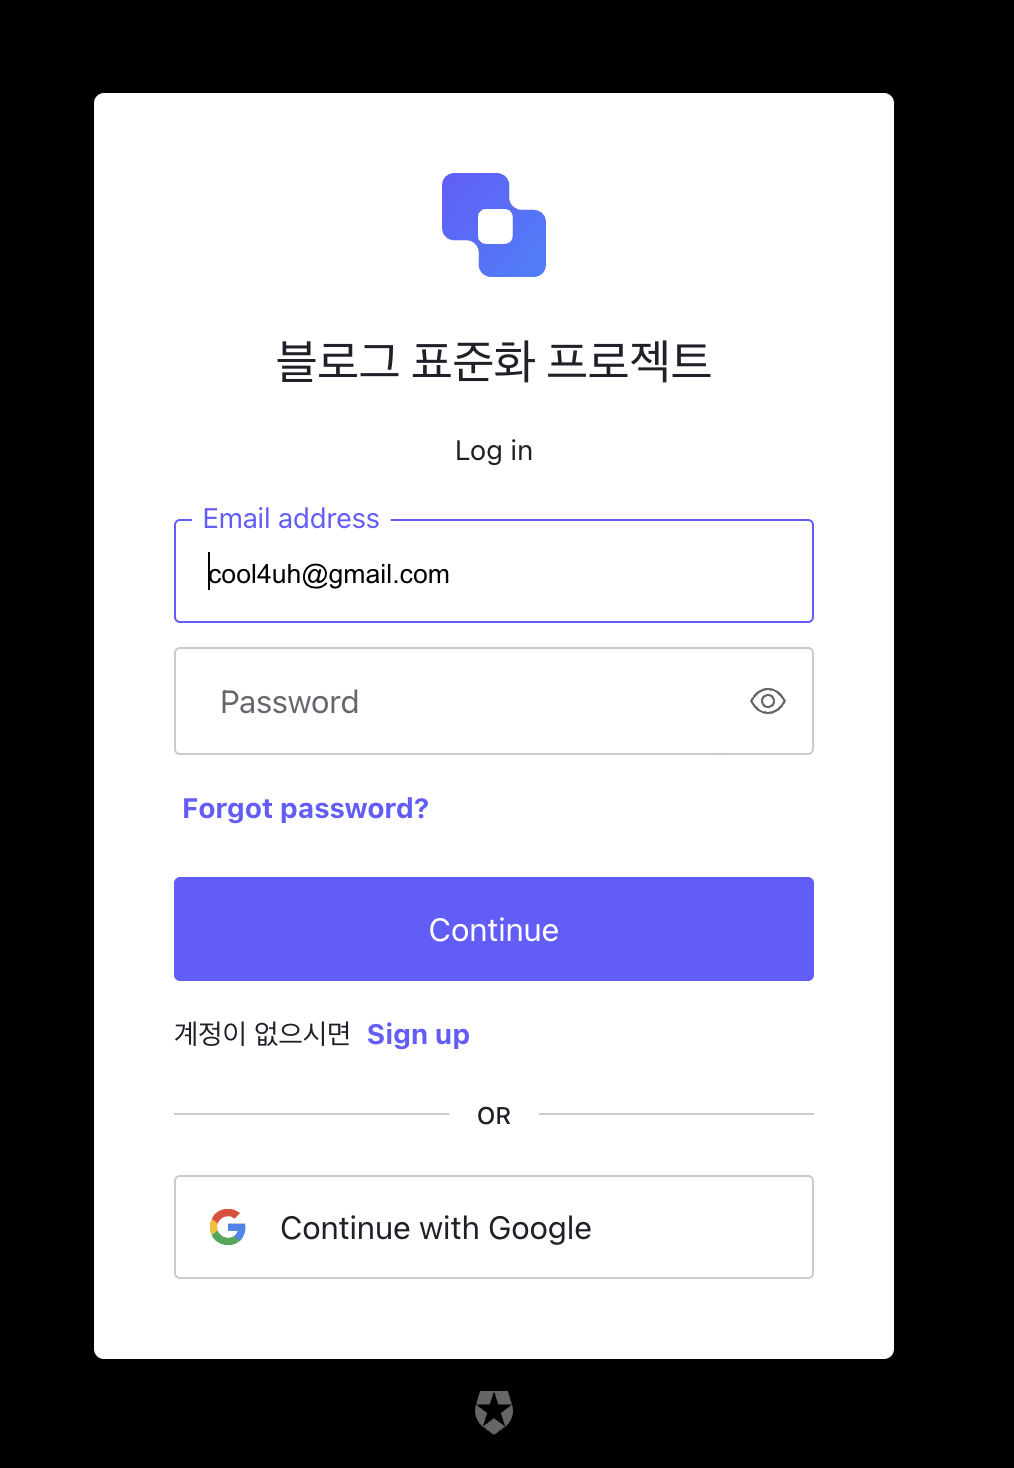 블로그 표준화 프로젝트
Log in
Email address
cool4uh@gmail.com
Password
Forgot password?
Continue
계정이 없으시면 Sign up
OR
Continue with Google